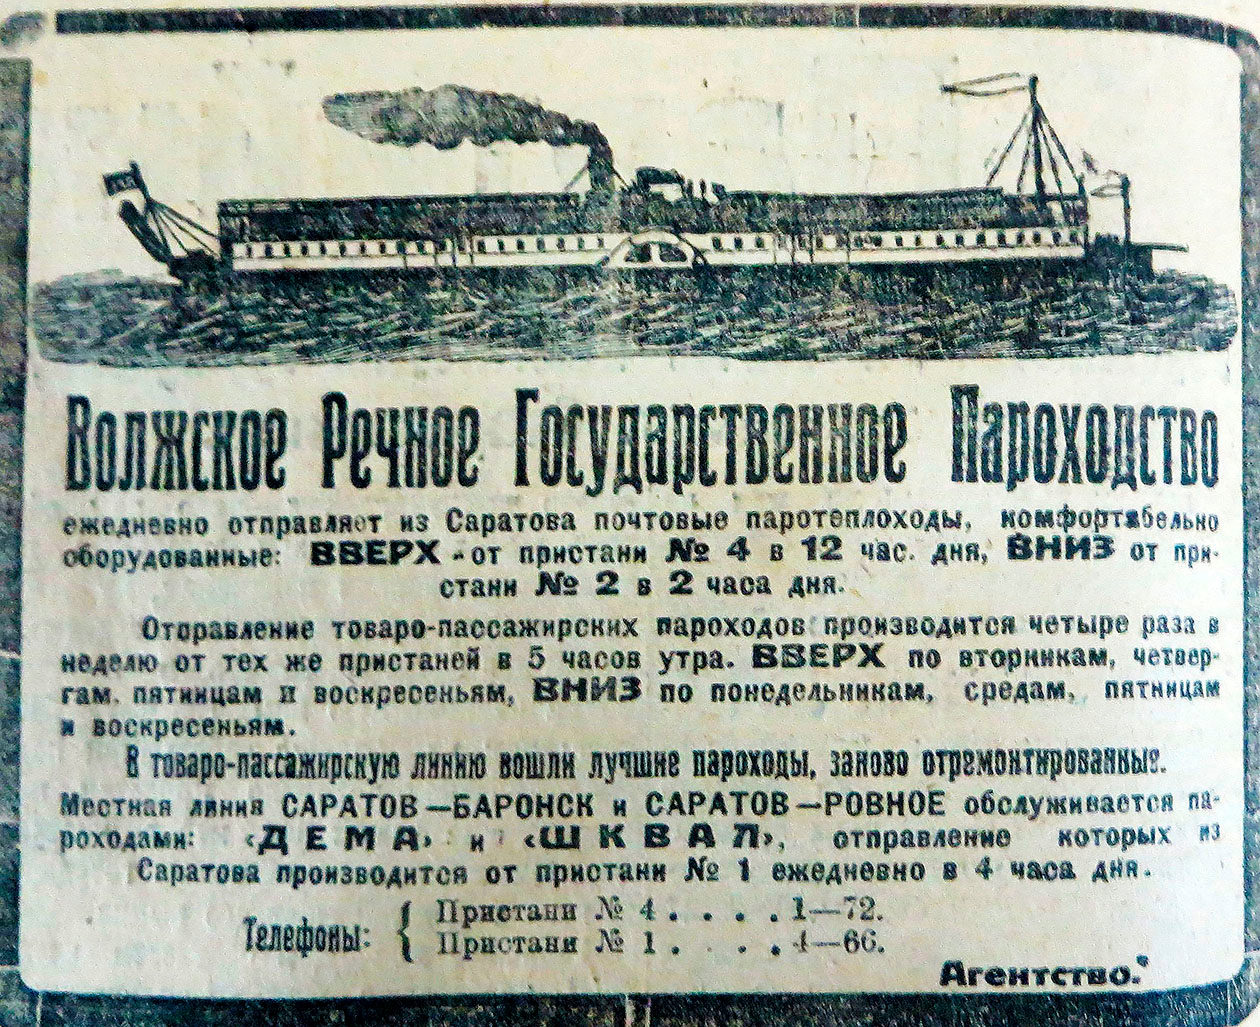 Волжское Речное Государственное Пароходство
ежедневно отправляет из Саратова почтовые паротеплоходы, комфортабельно
оборудованные: ВВЕРХ - от пристани № 4 в 12 час. дня, ВНИЗ от при-
стани № 2 в 2 часа дня.
Отправление товаро-пассажирских пароходов производится четыре раза в
неделю от тех же пристаней в 5 часов утра. ВВЕРХ по вторникам, четвер-
гам, пятницам и воскресеньям, ВНИЗ по понедельникам, средам, пятницам
и воскресеньям.
В товаро-пассажирскую линию вошли лучшие пароходы, заново отремонтированные.
Местная линия САРАТОВ—БАРОНСК и САРАТОВ—РОВНОЕ обслуживается па-
роходами: «ДЕМА» и «ШКВАЛ», отправление которых из
Саратова производится от пристани № 1 ежедневно в 4 часа дня.
Телефоны: { Пристани № 4 . . . . 1—72.
Пристани № 1 . . . . 4—66.
Агентство.